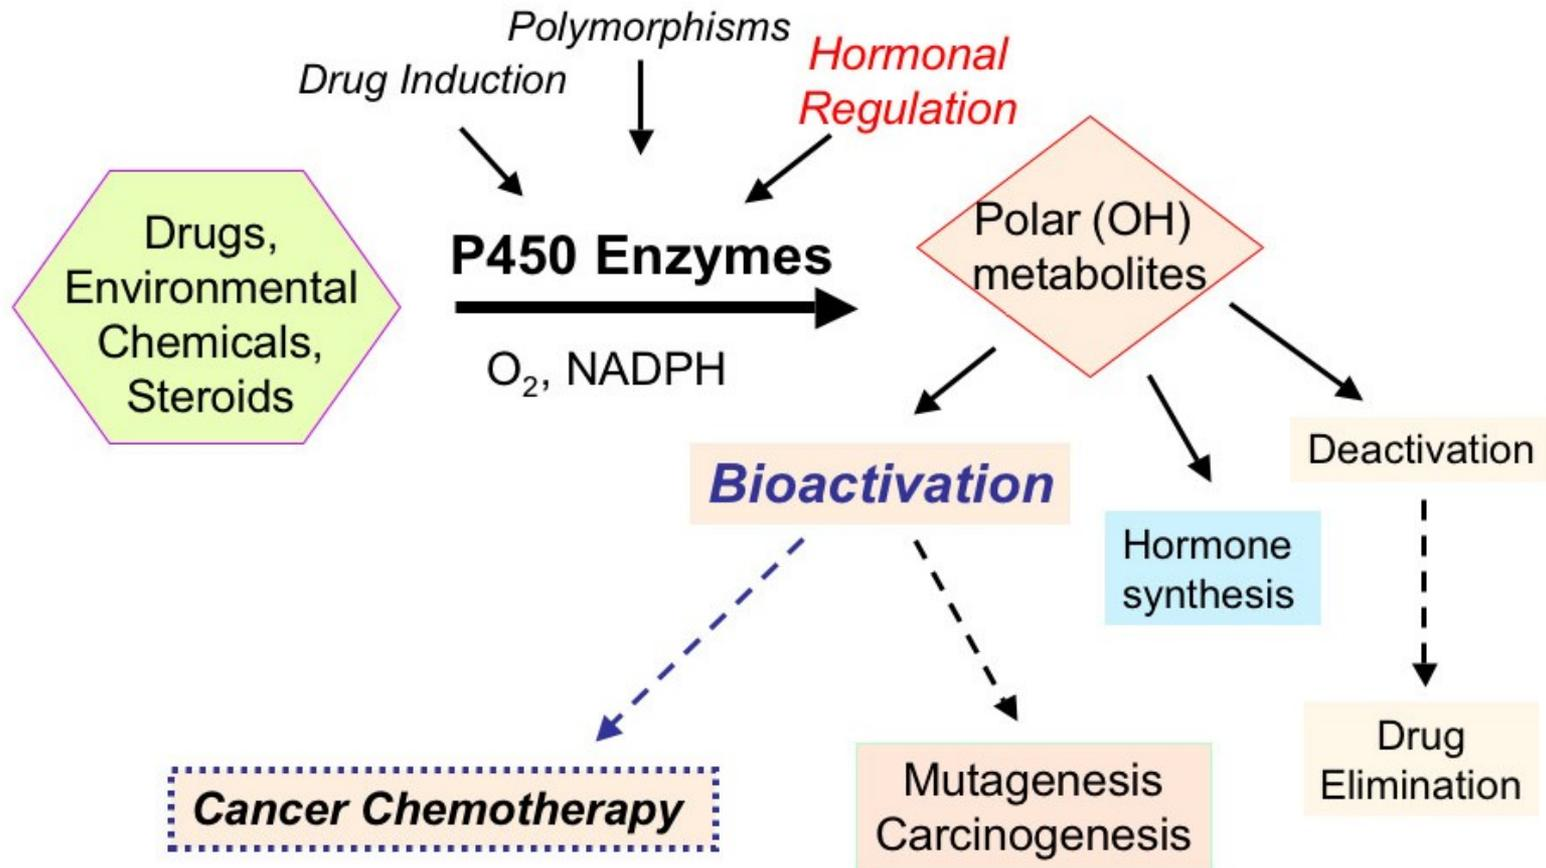 Polymorphisms
Drug Induction
Hormonal
Regulation
Drugs,
Environmental
Chemicals,
Steroids
P450 Enzymes
O₂, NADPH
Polar (OH)
metabolites
Bioactivation
Hormone
synthesis
Deactivation
Cancer Chemotherapy
Mutagenesis
Carcinogenesis
Drug
Elimination